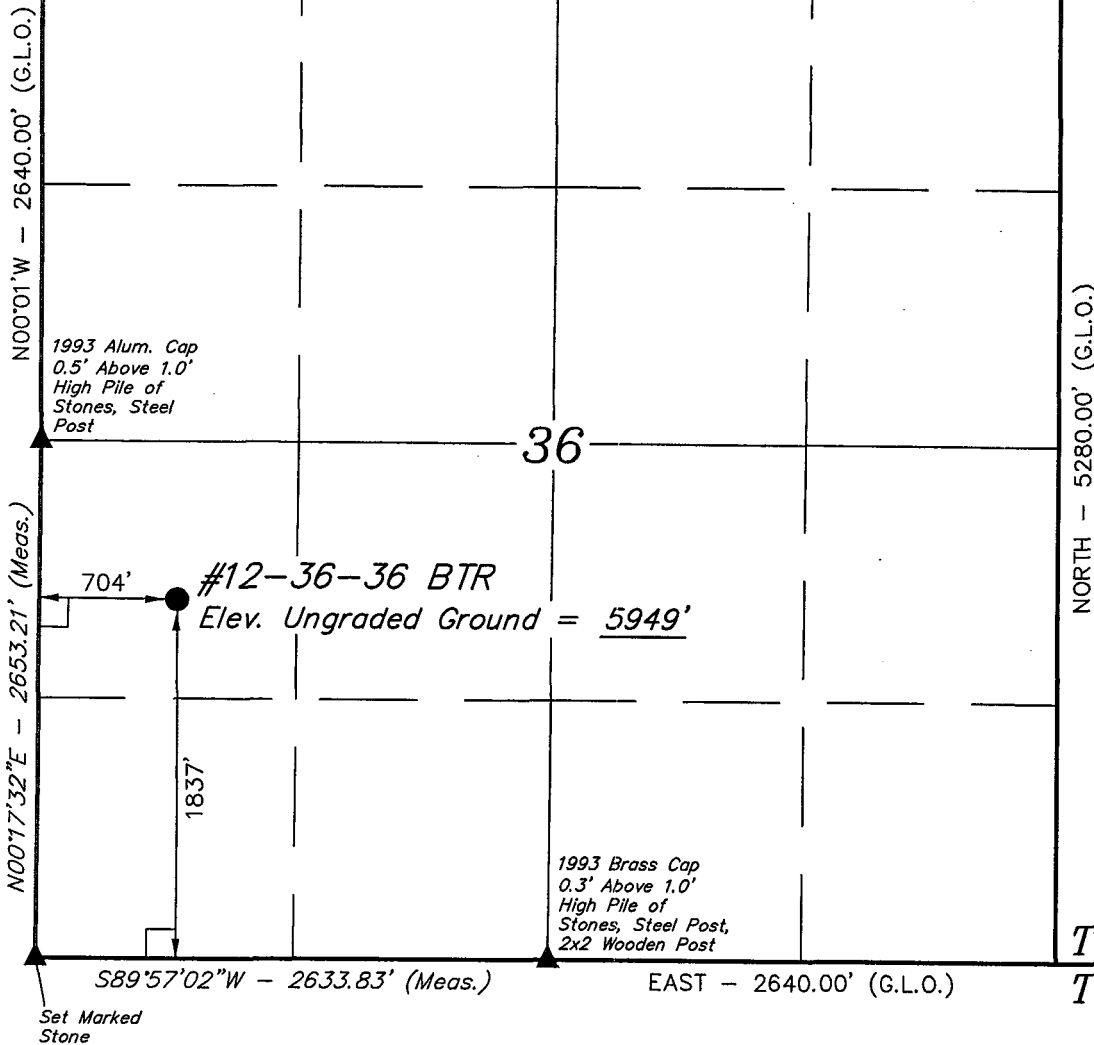 N00°01'W – 2640.00' (G.L.O.)
1993 Alum. Cap
0.5' Above 1.0'
High Pile of
Stones, Steel
Post
36
NORTH – 5280.00' (G.L.O.)
N00°17'32"E – 2653.21' (Meas.)
704'
#12-36-36 BTR
Elev. Ungraded Ground = 5949'
1837'
1993 Brass Cap
0.3' Above 1.0'
High Pile of
Stones, Steel Post,
2x2 Wooden Post
T
T
S89°57'02"W – 2633.83' (Meas.)
EAST – 2640.00' (G.L.O.)
Set Marked
Stone